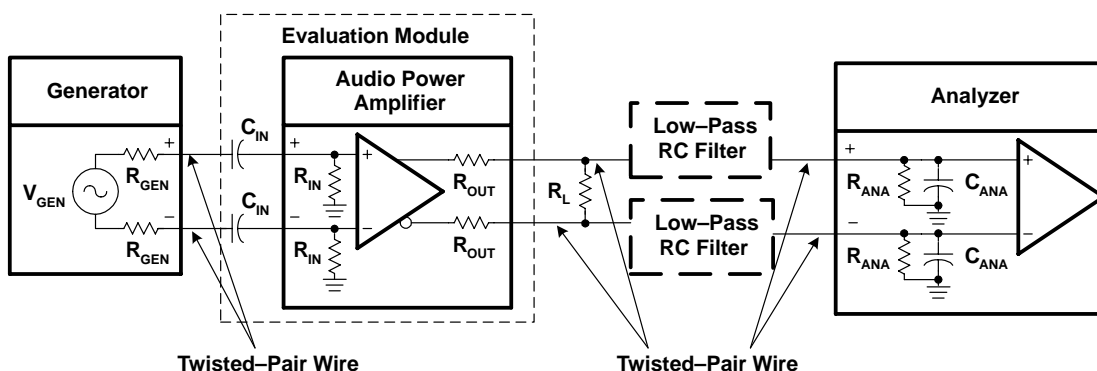 Evaluation Module
Generator
Audio Power
Amplifier
Analyzer
Low–Pass
RC Filter
Low–Pass
RC Filter
V_GEN
R_GEN
R_GEN
+
−
C_IN
C_IN
+
−
R_IN
R_IN
+
−
R_OUT
R_OUT
R_L
+
−
R_ANA
C_ANA
R_ANA
C_ANA
+
−
Twisted–Pair Wire
Twisted–Pair Wire